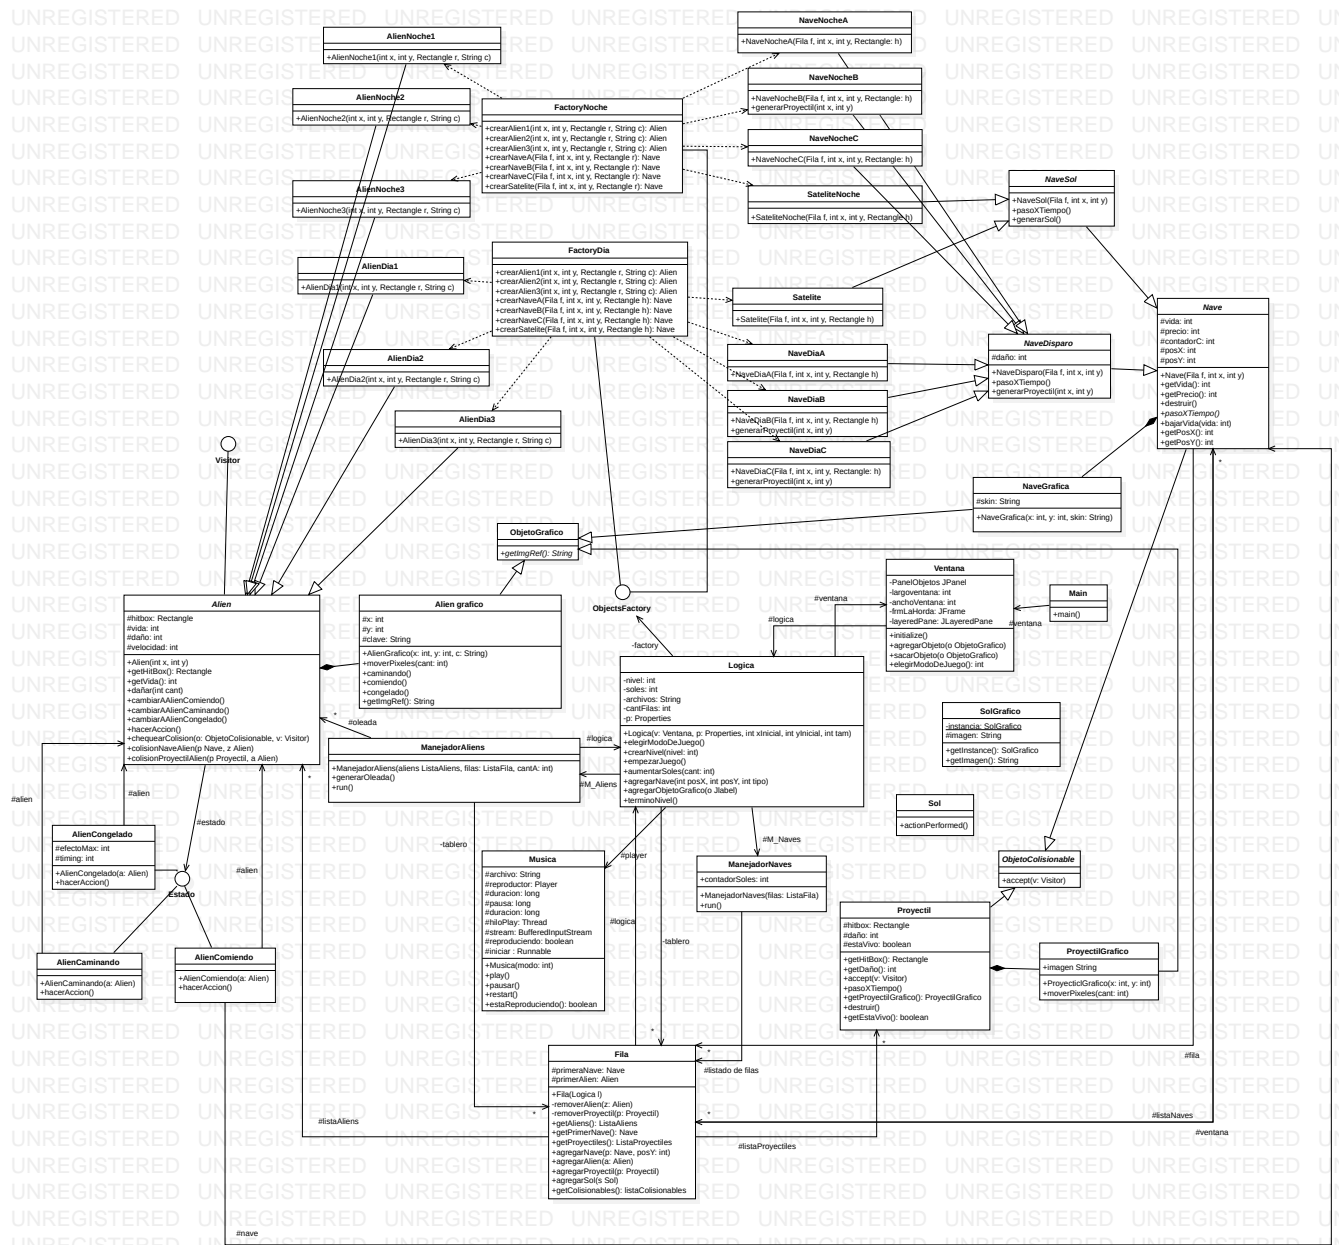 NaveNocheA
+NaveNocheA(Fila f, int x, int y, Rectangle: h)
AlienNoche1
+AlienNoche1(int x, int y, Rectangle r, String c)
NaveNocheB
+NaveNocheB(Fila f, int x, int y, Rectangle: h)
+generarProyectil(int x, int y)
AlienNoche2
+AlienNoche2(int x, int y, Rectangle r, String c)
FactoryNoche
+crearAlien1(int x, int y, Rectangle r, String c): Alien
+crearAlien2(int x, int y, Rectangle r, String c): Alien
+crearAlien3(int x, int y, Rectangle r, String c): Alien
+crearNaveA(Fila f, int x, int y, Rectangle r): Nave
+crearNaveB(Fila f, int x, int y, Rectangle r): Nave
+crearNaveC(Fila f, int x, int y, Rectangle r): Nave
+crearSatelite(Fila f, int x, int y, Rectangle r): Nave
NaveNocheC
+NaveNocheC(Fila f, int x, int y, Rectangle: h)
AlienNoche3
+AlienNoche3(int x, int y, Rectangle r, String c)
SateliteNoche
+SateliteNoche(Fila f, int x, int y, Rectangle h)
NaveSol
+NaveSol(Fila f, int x, int y)
+pasoXTiempo()
+generarSol()
FactoryDia
+crearAlien1(int x, int y, Rectangle r, String c): Alien
+crearAlien2(int x, int y, Rectangle r, String c): Alien
+crearAlien3(int x, int y, Rectangle r, String c): Alien
+crearNaveA(Fila f, int x, int y, Rectangle h): Nave
+crearNaveB(Fila f, int x, int y, Rectangle h): Nave
+crearNaveC(Fila f, int x, int y, Rectangle h): Nave
+crearSatelite(Fila f, int x, int y, Rectangle h): Nave
AlienDia1
+AlienDia1(int x, int y, Rectangle r, String c)
Satelite
+Satelite(Fila f, int x, int y, Rectangle h)
Nave
#vida: int
#precio: int
#contadorC: int
#posX: int
#posY: int
+Nave(Fila f, int x, int y)
+getVida(): int
+getPrecio(): int
+destruir()
+pasoXTiempo()
+bajarVida(vida: int)
+getPosX(): int
+getPosY(): int
NaveDisparo
#daño: int
+NaveDisparo(Fila f, int x, int y)
+pasoXTiempo()
+generarProyectil(int x, int y)
AlienDia2
+AlienDia2(int x, int y, Rectangle r, String c)
NaveDiaA
+NaveDiaA(Fila f, int x, int y, Rectangle h)
NaveDiaB
+NaveDiaB(Fila f, int x, int y, Rectangle h)
+generarProyectil(int x, int y)
AlienDia3
+AlienDia3(int x, int y, Rectangle r, String c)
NaveDiaC
+NaveDiaC(Fila f, int x, int y, Rectangle: h)
+generarProyectil(int x, int y)
Visitor
*
NaveGrafica
#skin: String
+NaveGrafica(x: int, y: int, skin: String)
ObjetoGrafico
+getImgRef(): String
Ventana
-PanelObjetos JPanel
-largoventana: int
-anchoVentana: int
-frmLaHorda: JFrame
-layeredPane: JLayeredPane
+initialize()
+agregarObjeto(o ObjetoGrafico)
+sacarObjeto(o ObjetoGrafico)
+elegirModoDeJuego(): int
Main
+main()
#ventana
#ventana
#logica
ObjectsFactory
-factory
Alien
#hitbox: Rectangle
#vida: int
#daño: int
#velocidad: int
+Alien(int x, int y)
+getHitBox(): Rectangle
+getVida(): int
+dañar(int cant)
+cambiarAAlienComiendo()
+cambiarAAlienCaminando()
+cambiarAAlienCongelado()
+hacerAccion()
+chequearColision(o: ObjetoColisionable, v: Visitor)
+colisionNaveAlien(p Nave, z Alien)
+colisionProyectilAlien(p Proyectil, a Alien)
Alien grafico
#x: int
#y: int
#clave: String
+AlienGrafico(x: int, y: int, c: String)
+moverPixeles(cant: int)
+caminando()
+comiendo()
+congelado()
+getImgRef(): String
Logica
-nivel: int
-soles: int
-archivos: String
-cantFilas: int
-p: Properties
+Logica(v: Ventana, p: Properties, int xInicial, int yInicial, int tam)
+elegirModoDeJuego()
+crearNivel(nivel: int)
+empezarJuego()
+aumentarSoles(cant: int)
+agregarNave(int posX, int posY, int tipo)
+agregarObjetoGrafico(o Jlabel)
+terminoNivel()
*
#oleada
ManejadorAliens
+ManejadorAliens(aliens ListaAliens, filas: ListaFila, cantA: int)
+generarOleada()
+run()
#logica
#M_Aliens
SolGrafico
-instancia: SolGrafico
#imagen: String
+getInstance(): SolGrafico
+getImagen(): String
Sol
+actionPerformed()
*
#alien
#alien
#estado
AlienCongelado
#efectoMax: int
#timing: int
+AlienCongelado(a: Alien)
+hacerAccion()
Estado
#alien
-tablero
#player
#M_Naves
Musica
#archivo: String
#reproductor: Player
#duracion: long
#pausa: long
#duracion: long
#hiloPlay: Thread
#stream: BufferedInputStream
#reproduciendo: boolean
#iniciar : Runnable
+Musica(modo: int)
+play()
+pausar()
+restart()
+estaReproduciendo(): boolean
ManejadorNaves
+contadorSoles: int
+ManejadorNaves(filas: ListaFila)
+run()
ObjetoColisionable
+accept(v: Visitor)
#logica
-tablero
Proyectil
#hitbox: Rectangle
#daño: int
#estaVivo: boolean
+getHitBox(): Rectangle
+getDaño(): int
+accept(v: Visitor)
+pasoXTiempo()
+getProyectilGrafico(): ProyectilGrafico
+destruir()
+getEstaVivo(): boolean
ProyectilGrafico
+imagen String
+ProyecticlGrafico(x: int, y: int)
+moverPixeles(cant: int)
AlienCaminando
+AlienCaminando(a: Alien)
+hacerAccion()
AlienComiendo
+AlienComiendo(a: Alien)
+hacerAccion()
*
*
*
#fila
Fila
#primeraNave: Nave
#primerAlien: Alien
+Fila(Logica l)
-removerAlien(z: Alien)
-removerProyectil(p: Proyectil)
+getAliens(): ListaAliens
+getPrimerNave(): Nave
+getProyectiles(): ListaProyectiles
+agregarNave(p: Nave, posY: int)
+agregarAlien(a: Alien)
+agregarProyectil(p: Proyectil)
+agregarSol(s Sol)
+getColisionables(): listaColisionables
#listado de filas
*
*
#listaNaves
#listaAliens
#ventana
#listaProyectiles
#nave